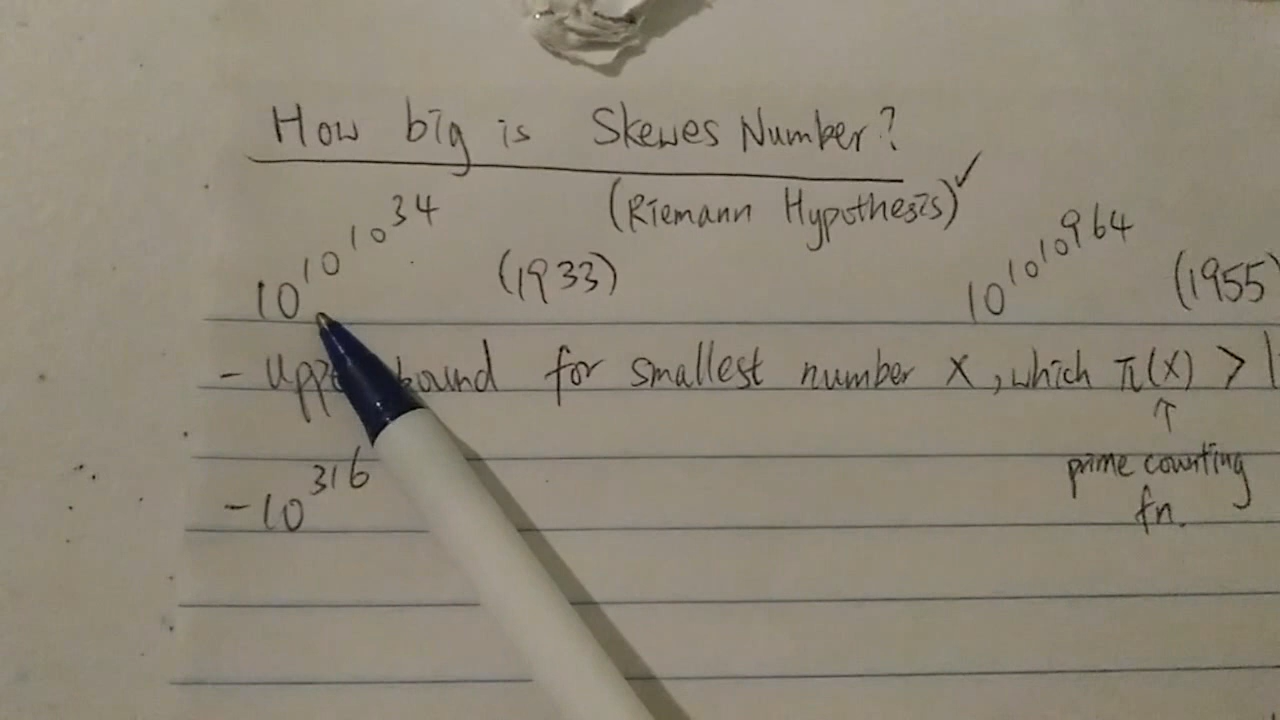 How big is Skewes Number?
(Riemann Hypothesis) ✓
10^10^10^34 (1933) 10^10^10^964 (1955)
- Upper bound for smallest number x, which π(x) >
↑
prime counting
fn.
- 10^316